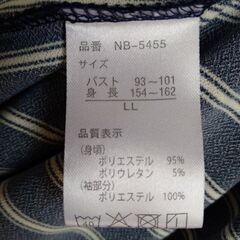 品番 NB-5455
サイズ
バスト 93~101
身長 154~162
LL
品質表示
(身頃)
ポリエステル 95%
ポリウレタン 5%
(袖部分)
ポリエステル 100%